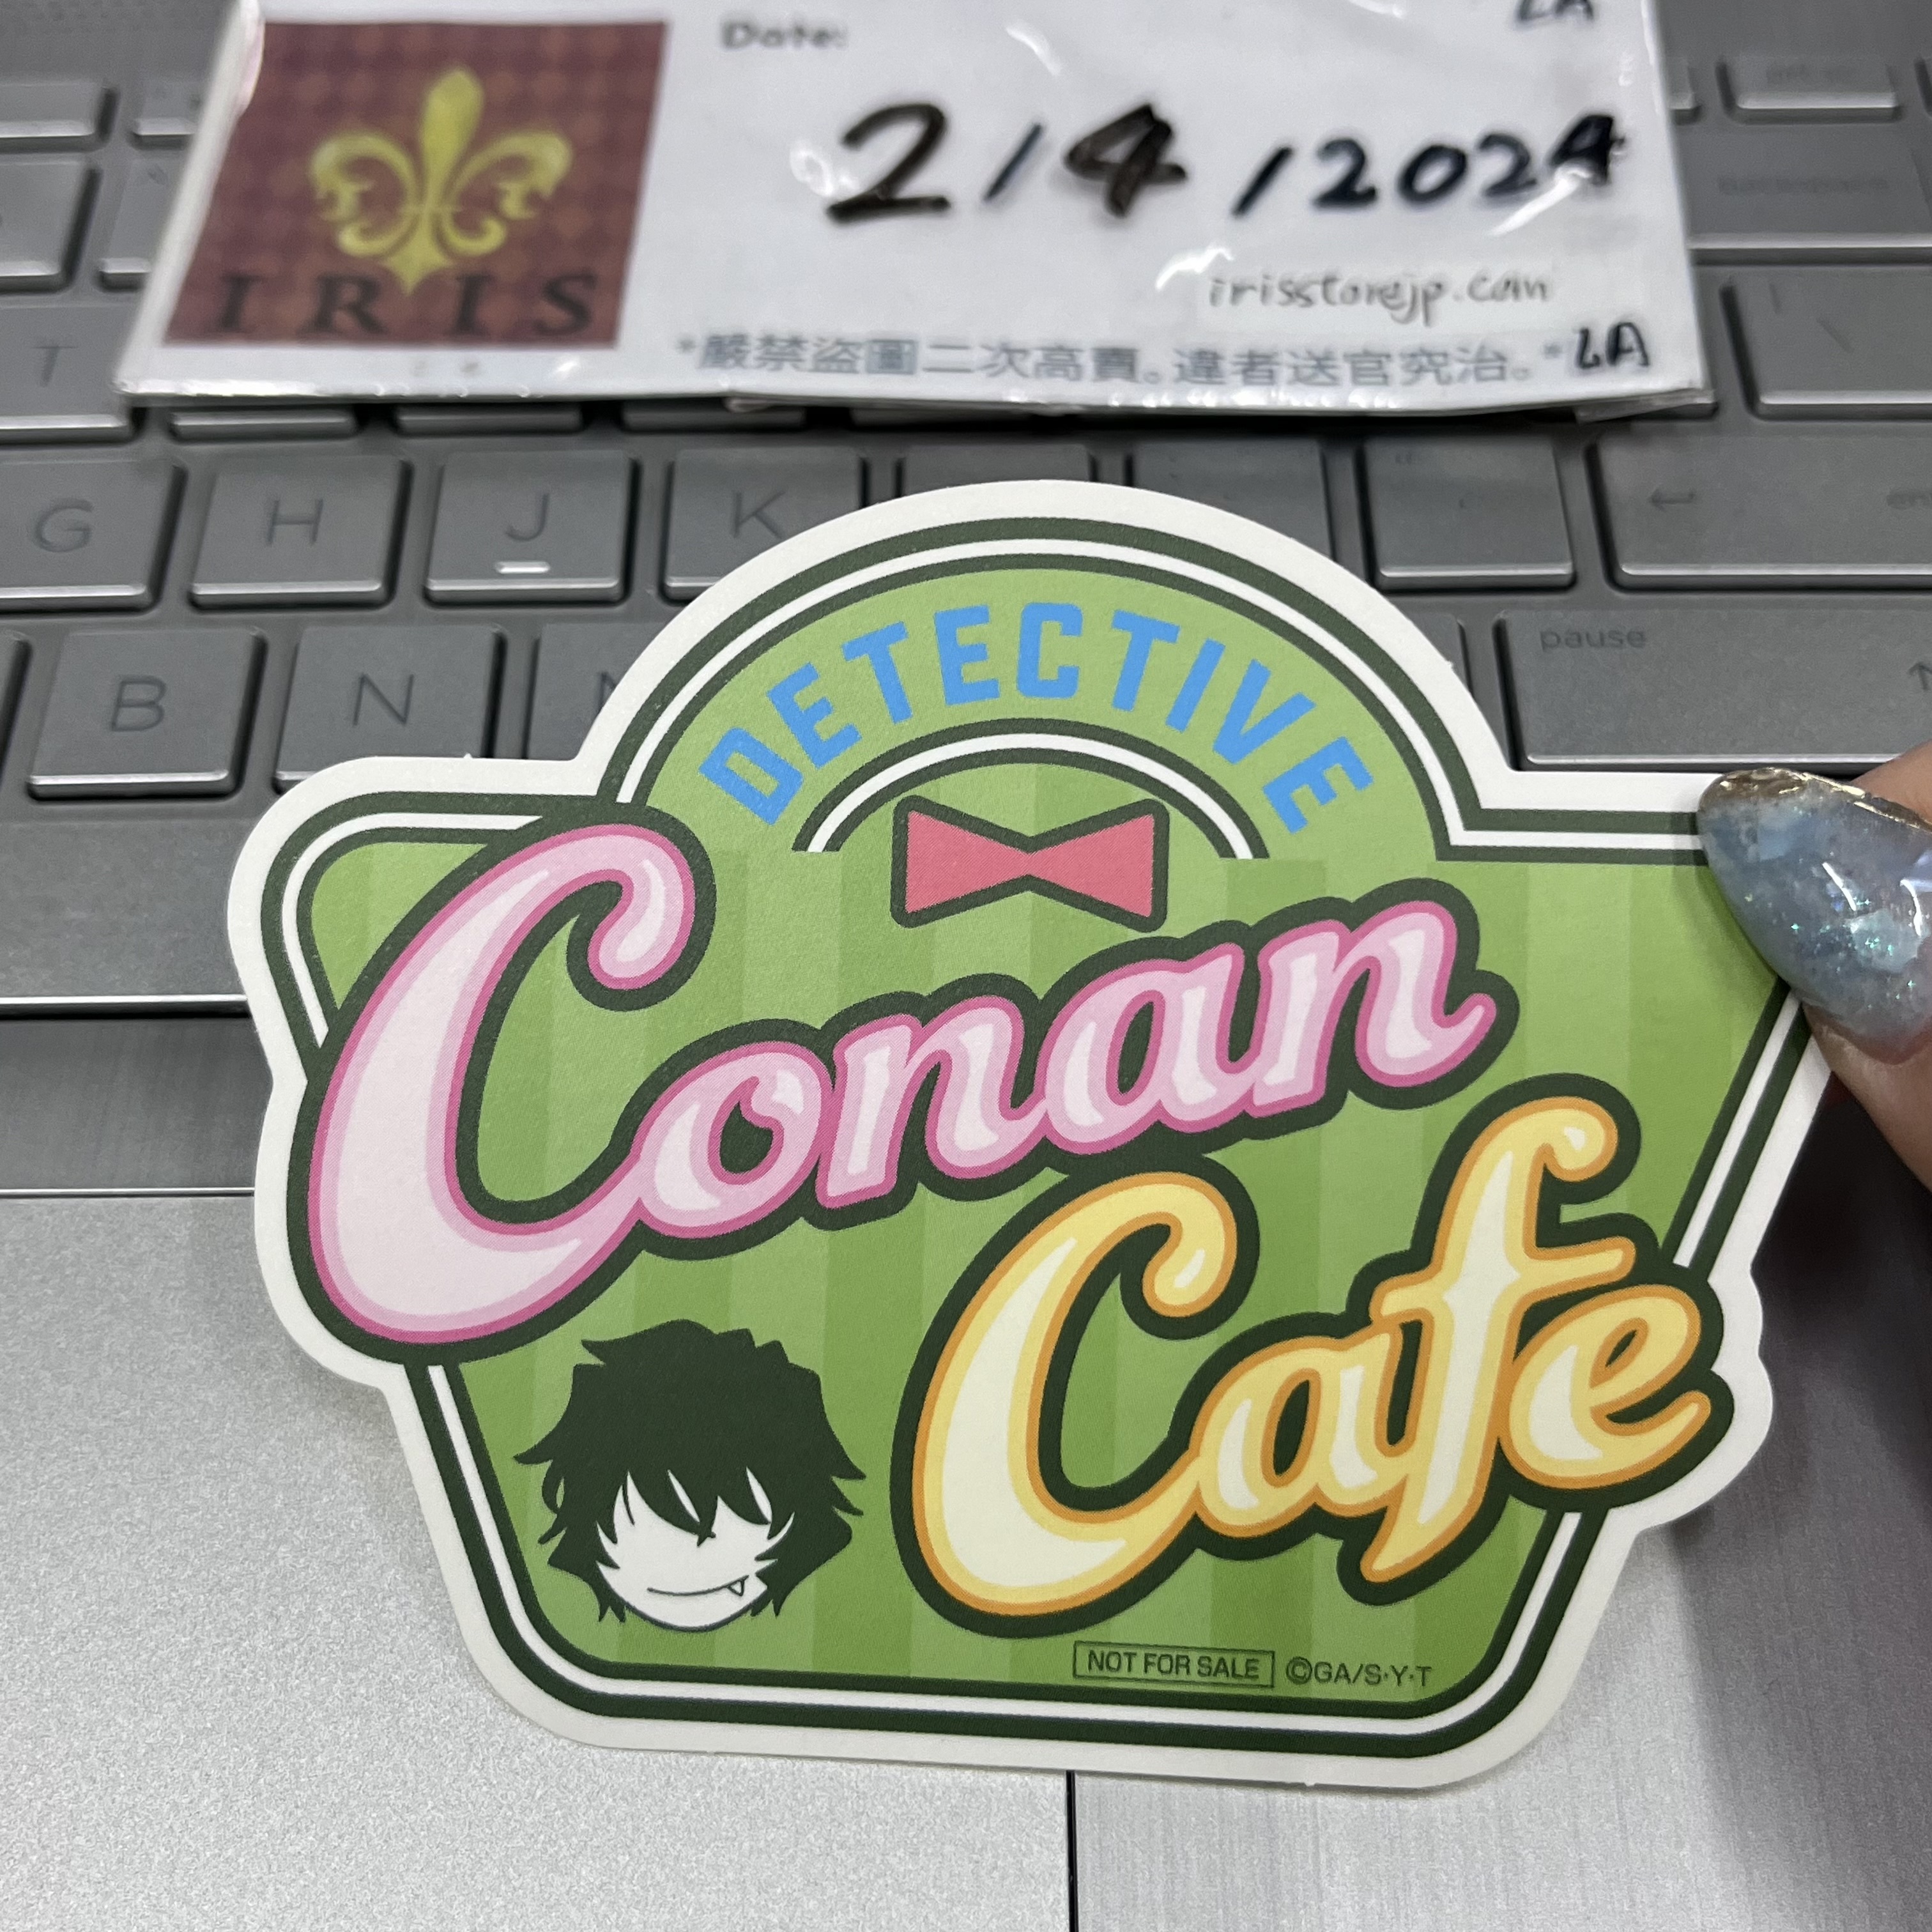 Date:
LA
2/4/2024
IRIS
irisstorejp.com
*嚴禁盜圖二次高賣。違者送官究治。*LA
T
G H J K
enter
pause
B N
DETECTIVE
Conan
Cafe
NOT FOR SALE ©GA/S・Y・T